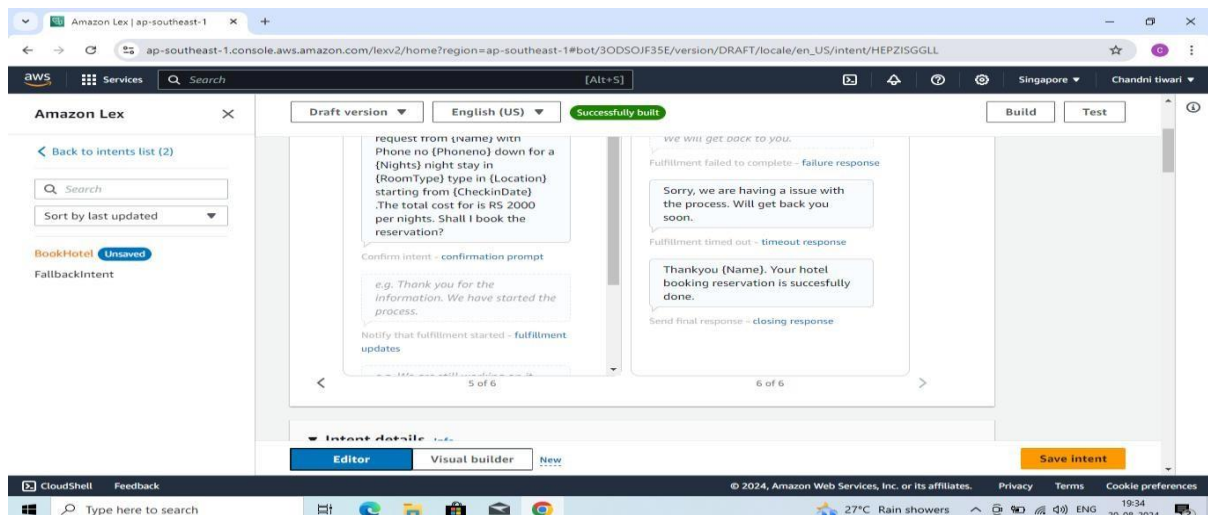 Amazon Lex | ap-southeast-1
ap-southeast-1.console.aws.amazon.com/lexv2/home?region=ap-southeast-1#bot/3ODSOJF35E/version/DRAFT/locale/en_US/intent/HEPZISGGLL
aws Services Search [Alt+S] Singapore Chandni tiwari
Amazon Lex
Draft version English (US) Successfully built Build Test
Back to intents list (2)
Search
Sort by last updated
BookHotel Unsaved
FallbackIntent
request from {Name} with
Phone no {Phoneno} down for a
{Nights} night stay in
{RoomType} type in {Location}
starting from {CheckinDate}
.The total cost for is RS 2000
per nights. Shall I book the
reservation?
Confirm intent - confirmation prompt
e.g. Thank you for the
information. We have started the
process.
Notify that fulfillment started - fulfillment
updates
e.g. We are still working on it
5 of 6
We will get back to you.
Fulfillment failed to complete - failure response
Sorry, we are having a issue with
the process. Will get back you
soon.
Fulfillment timed out - timeout response
Thankyou {Name}. Your hotel
booking reservation is succesfully
done.
Send final response - closing response
6 of 6
Intent details Info
Editor Visual builder New Save intent
CloudShell Feedback © 2024, Amazon Web Services, Inc. or its affiliates. Privacy Terms Cookie preferences
Type here to search 27°C Rain showers ENG 19:34
20-08-2024